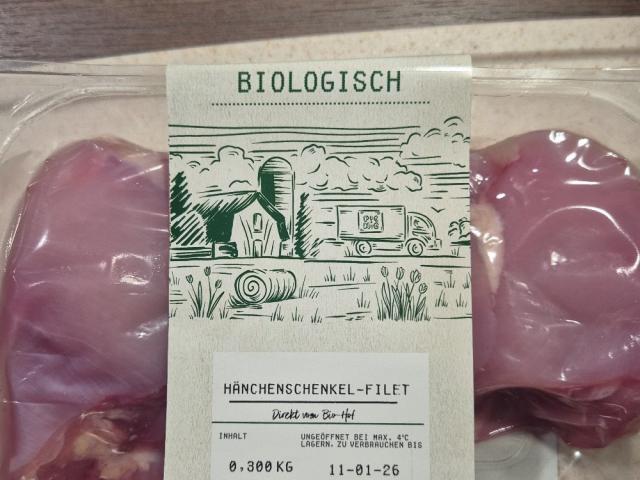 BIOLOGISCH
HÄNCHENSCHENKEL-FILET
Direkt vom Bio-Hof
INHALT
0,300 KG
UNGEÖFFNET BEI MAX. 4°C
LAGERN. ZU VERBRAUCHEN BIS
11-01-26